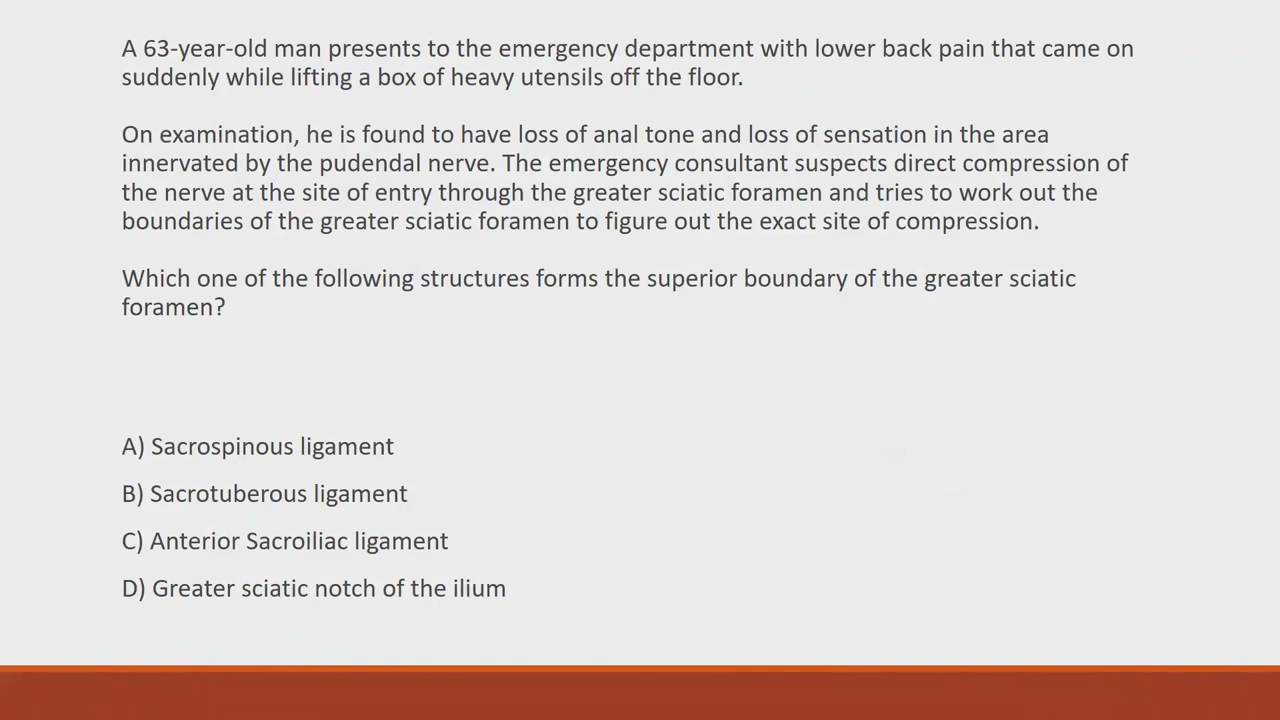 A 63-year-old man presents to the emergency department with lower back pain that came on
suddenly while lifting a box of heavy utensils off the floor.
On examination, he is found to have loss of anal tone and loss of sensation in the area
innervated by the pudendal nerve. The emergency consultant suspects direct compression of
the nerve at the site of entry through the greater sciatic foramen and tries to work out the
boundaries of the greater sciatic foramen to figure out the exact site of compression.
Which one of the following structures forms the superior boundary of the greater sciatic
foramen?
A) Sacrospinous ligament
B) Sacrotuberous ligament
C) Anterior Sacroiliac ligament
D) Greater sciatic notch of the ilium